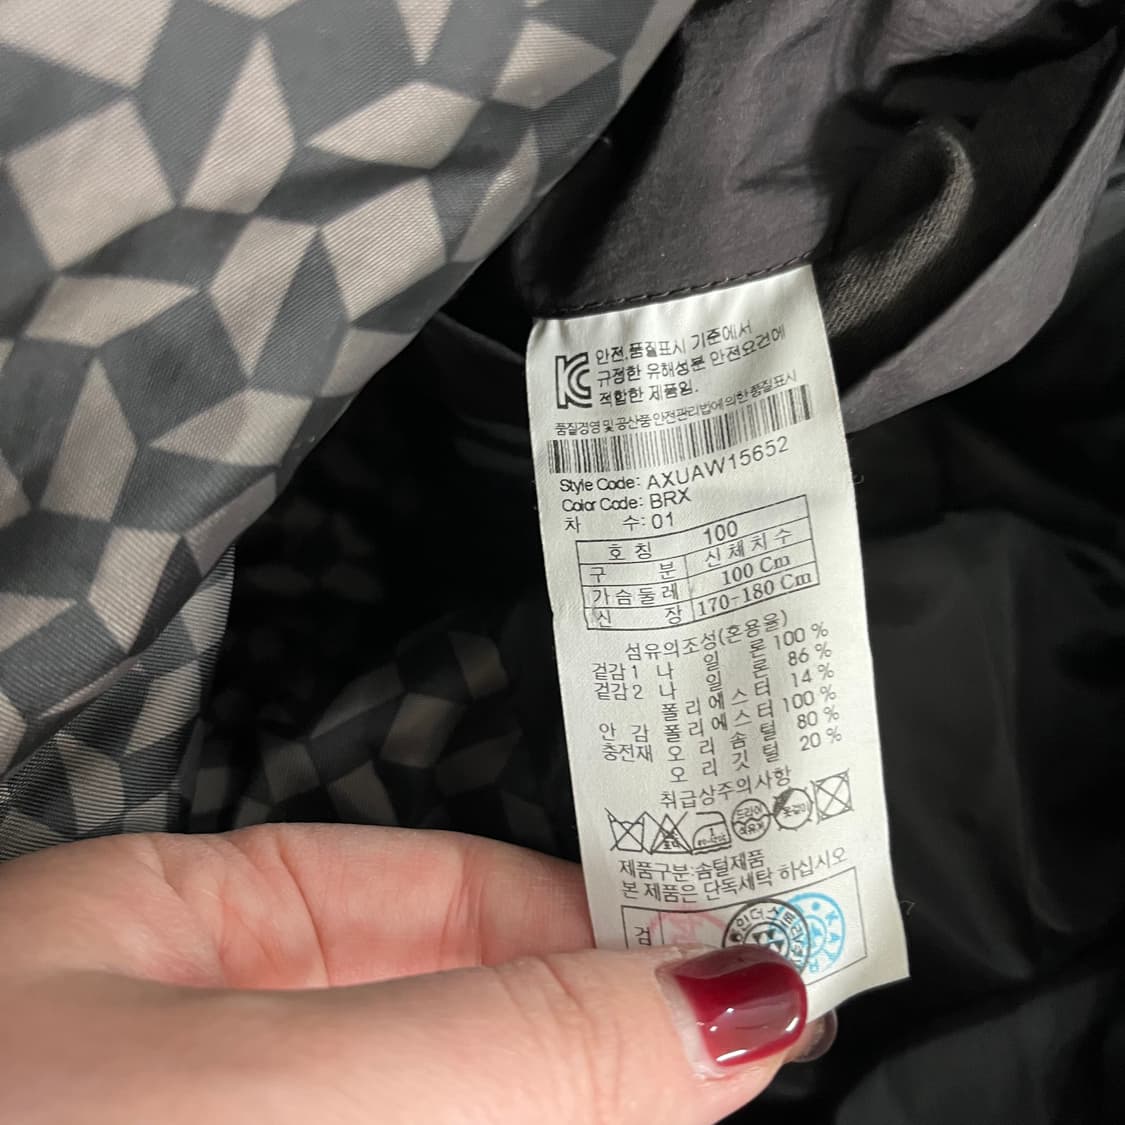 KC 안전,품질표시 기준에서
규정한 유해성분 안전요건에
적합한 제품임.
품질경영 및 공산품안전관리법에의한 품질표시
Style Code: AXUAW15652
Color Code: BRX
차 수: 01
호 칭 100
구 분 신 체 치 수
가슴둘레 100 Cm
신 장 170-180 Cm
섬유의조성(혼용율)
겉감1 나 일 론 100 %
겉감2 나 일 론 86 %
폴 리 에 스 터 14 %
안 감 폴 리 에 스 터 100 %
충전재 오 리 솜 털 80 %
오 리 깃 털 20 %
취급상주의사항
드라이
옷걸이
제품구분:솜털제품
본 제품은 단독세탁 하십시오
검